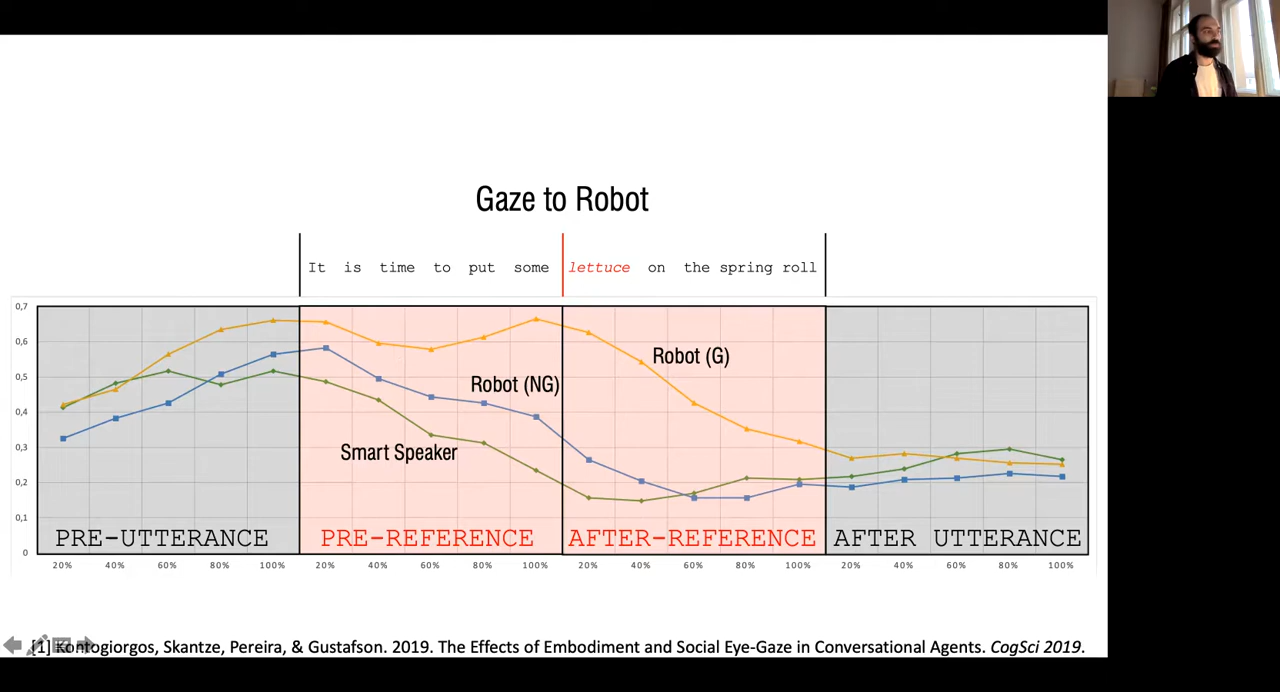 Gaze to Robot
It is time to put some lettuce on the spring roll
0,7
0,6
0,5
0,4
0,3
0,2
0,1
0
Robot (G)
Robot (NG)
Smart Speaker
PRE-UTTERANCE PRE-REFERENCE AFTER-REFERENCE AFTER UTTERANCE
20% 40% 60% 80% 100% 20% 40% 60% 80% 100% 20% 40% 60% 80% 100% 20% 40% 60% 80% 100%
[1] Kontogiorgos, Skantze, Pereira, & Gustafson. 2019. The Effects of Embodiment and Social Eye-Gaze in Conversational Agents. CogSci 2019.